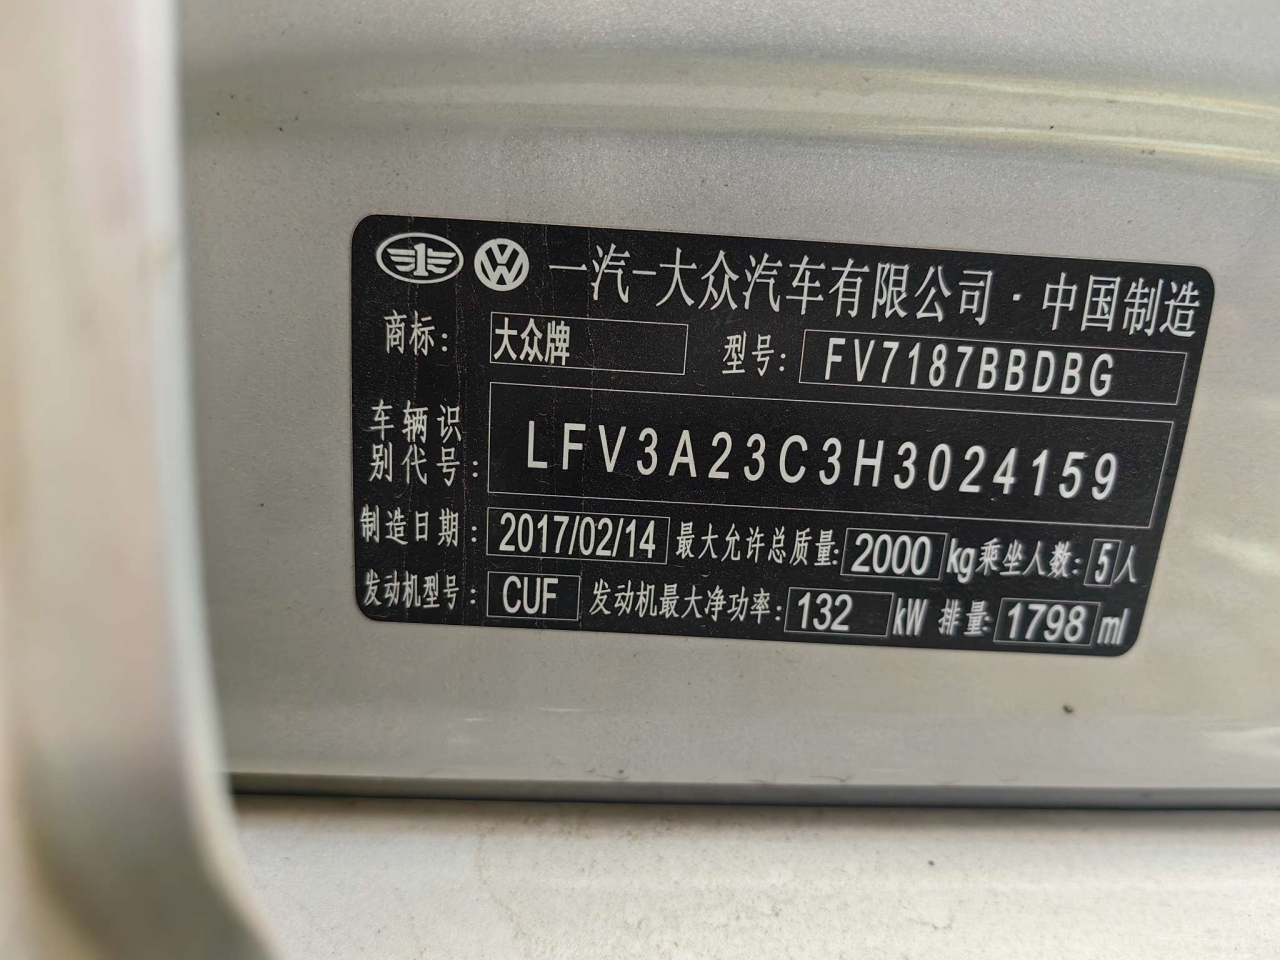 一汽-大众汽车有限公司·中国制造
商标: 大众牌 型号: FV7187BBDBG
车辆识
别代号: LFV3A23C3H3024159
制造日期: 2017/02/14 最大允许总质量: 2000 kg 乘坐人数: 5 人
发动机型号: CUF 发动机最大净功率: 132 kW 排量: 1798 ml